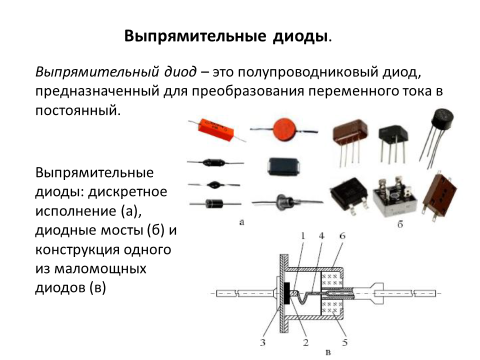 Выпрямительные диоды.
Выпрямительный диод – это полупроводниковый диод,
предназначенный для преобразования переменного тока в
постоянный.
Выпрямительные
диоды: дискретное
исполнение (а),
диодные мосты (б) и
конструкция одного
из маломощных
диодов (в)
а
б
1
4
6
3
2
5
в